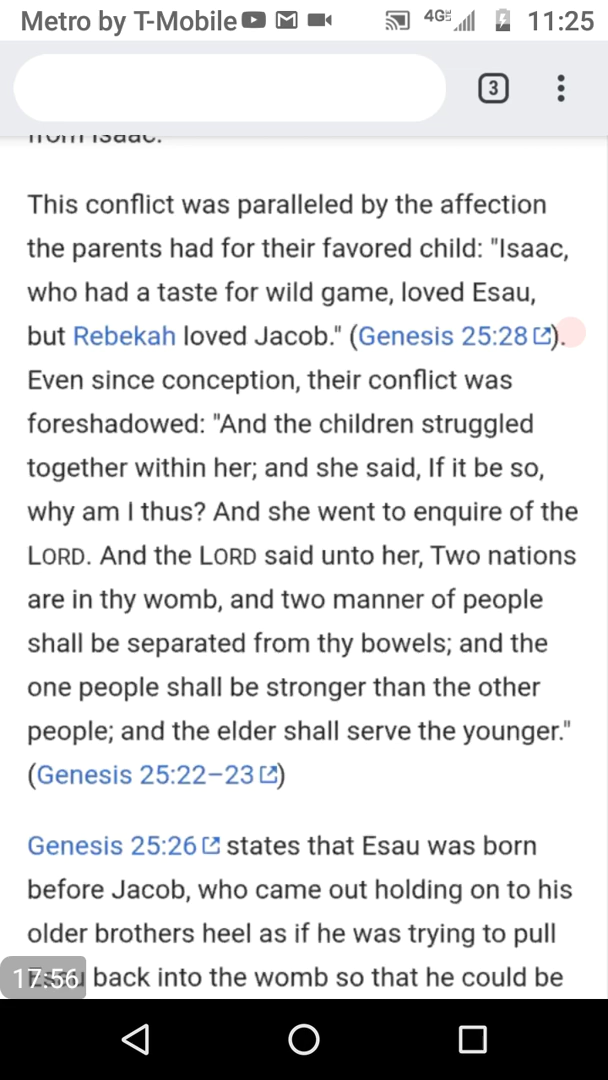 Metro by T-Mobile 4GE 11:25
3
from Isaac.
This conflict was paralleled by the affection
the parents had for their favored child: "Isaac,
who had a taste for wild game, loved Esau,
but Rebekah loved Jacob." (Genesis 25:28).
Even since conception, their conflict was
foreshadowed: "And the children struggled
together within her; and she said, If it be so,
why am I thus? And she went to enquire of the
LORD. And the LORD said unto her, Two nations
are in thy womb, and two manner of people
shall be separated from thy bowels; and the
one people shall be stronger than the other
people; and the elder shall serve the younger."
(Genesis 25:22–23)
Genesis 25:26 states that Esau was born
before Jacob, who came out holding on to his
older brothers heel as if he was trying to pull
Esau back into the womb so that he could be
17:56